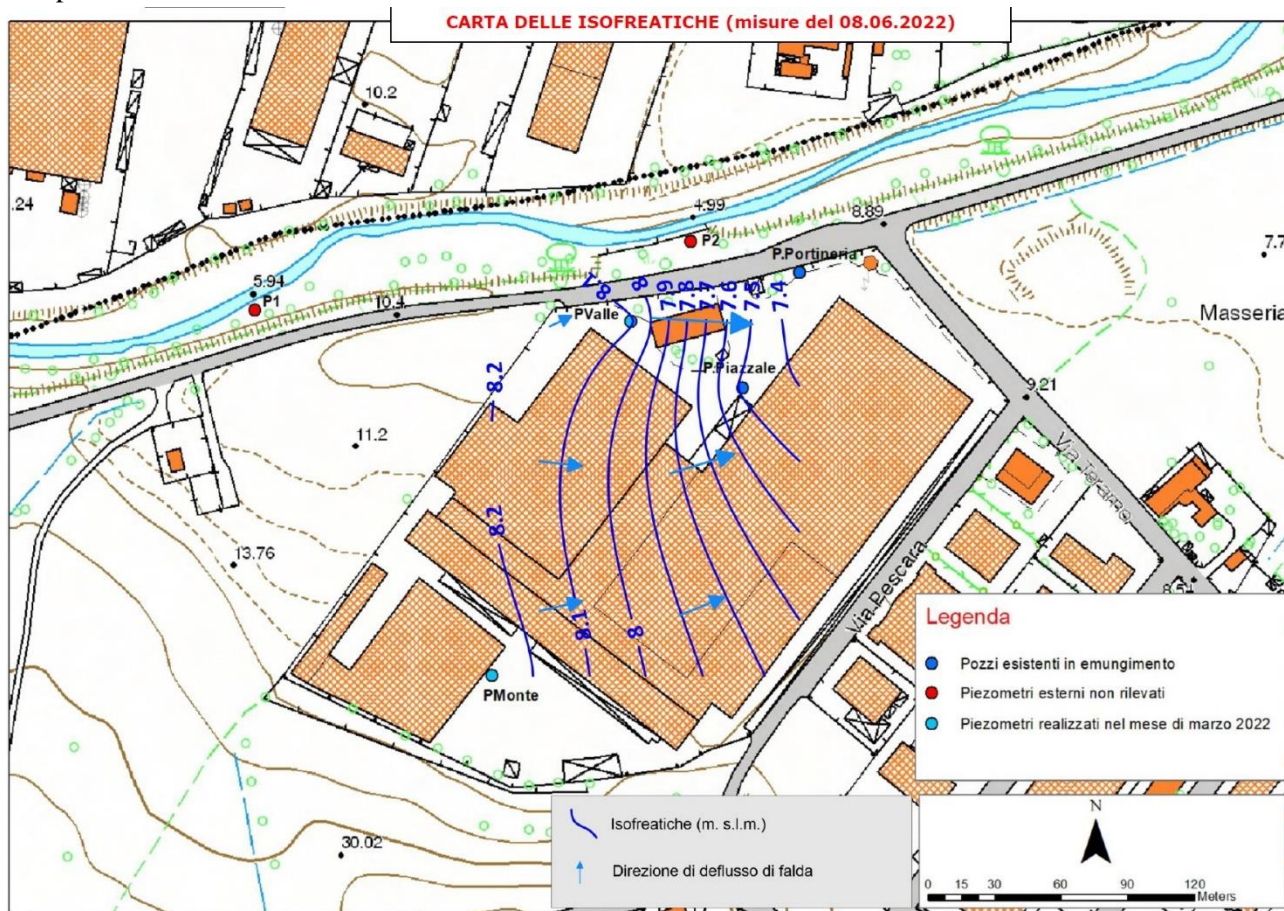 CARTA DELLE ISOFREATICHE (misure del 08.06.2022)
10.2
.24
4.99
8.89
P2
P.Portineria
7.7
5.94
P1
10.4
8
7.9
7.8
7.7
7.6
7.5
7.4
PValle
Masseria
P.Piazzale
8.2
9.21
11.2
Via Teramo
8.2
13.76
Via Pescara
8.1
8
PMonte
30.02
Legenda
Pozzi esistenti in emungimento
Piezometri esterni non rilevati
Piezometri realizzati nel mese di marzo 2022
Isofreatiche (m. s.l.m.)
Direzione di deflusso di falda
N
0 15 30 60 90 120
Meters